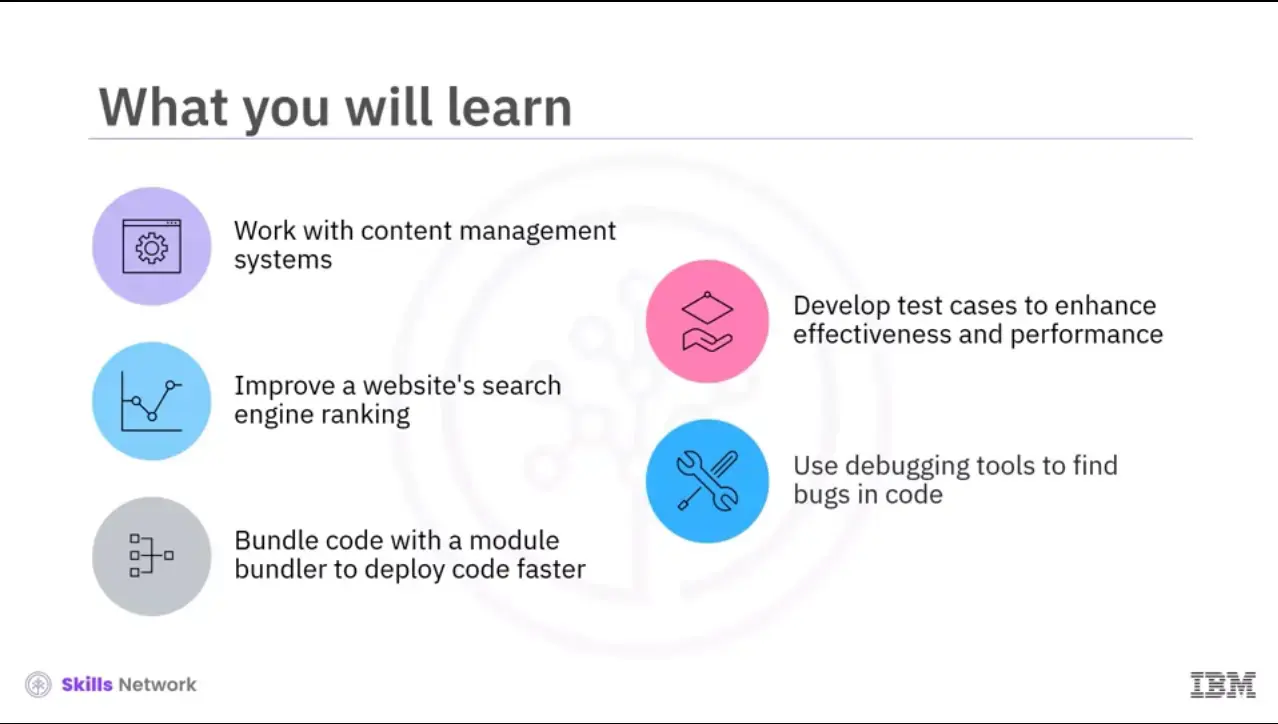 What you will learn
Work with content management
systems
Improve a website's search
engine ranking
Bundle code with a module
bundler to deploy code faster
Develop test cases to enhance
effectiveness and performance
Use debugging tools to find
bugs in code
Skills Network
IBM